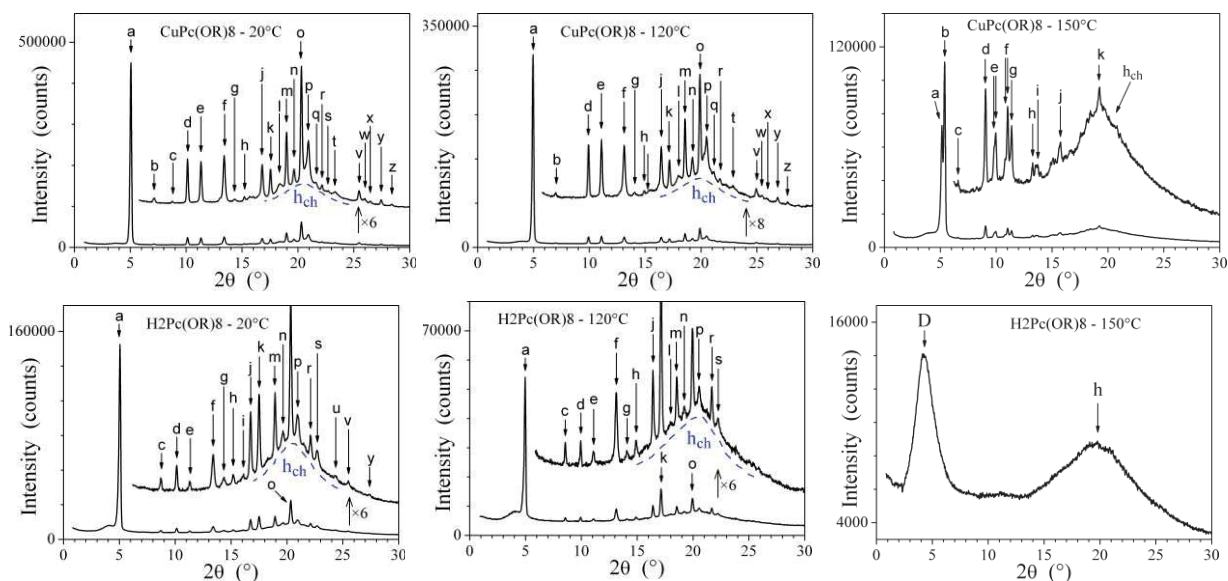 CuPc(OR)8 - 20°C
500000
0
Intensity (counts)
a b c d e f g h j k l m n o p q r s t v w x y z
h_ch
×6
0 5 10 15 20 25 30
2θ (°)
CuPc(OR)8 - 120°C
350000
0
Intensity (counts)
a b d e f g h i j k l m n o p q r t v w x y z
h_ch
×8
0 5 10 15 20 25 30
2θ (°)
CuPc(OR)8 - 150°C
120000
0
Intensity (counts)
a b c d e f g h i j k
h_ch
0 5 10 15 20 25 30
2θ (°)
H2Pc(OR)8 - 20°C
160000
0
Intensity (counts)
a c d e f g h i j k m n o p r s u v y
h_ch
×6
0 5 10 15 20 25 30
2θ (°)
H2Pc(OR)8 - 120°C
70000
0
Intensity (counts)
a c d e f g h j k l m n o p r s
h_ch
×6
0 5 10 15 20 25 30
2θ (°)
H2Pc(OR)8 - 150°C
16000
4000
Intensity (counts)
D
h
0 5 10 15 20 25 30
2θ (°)